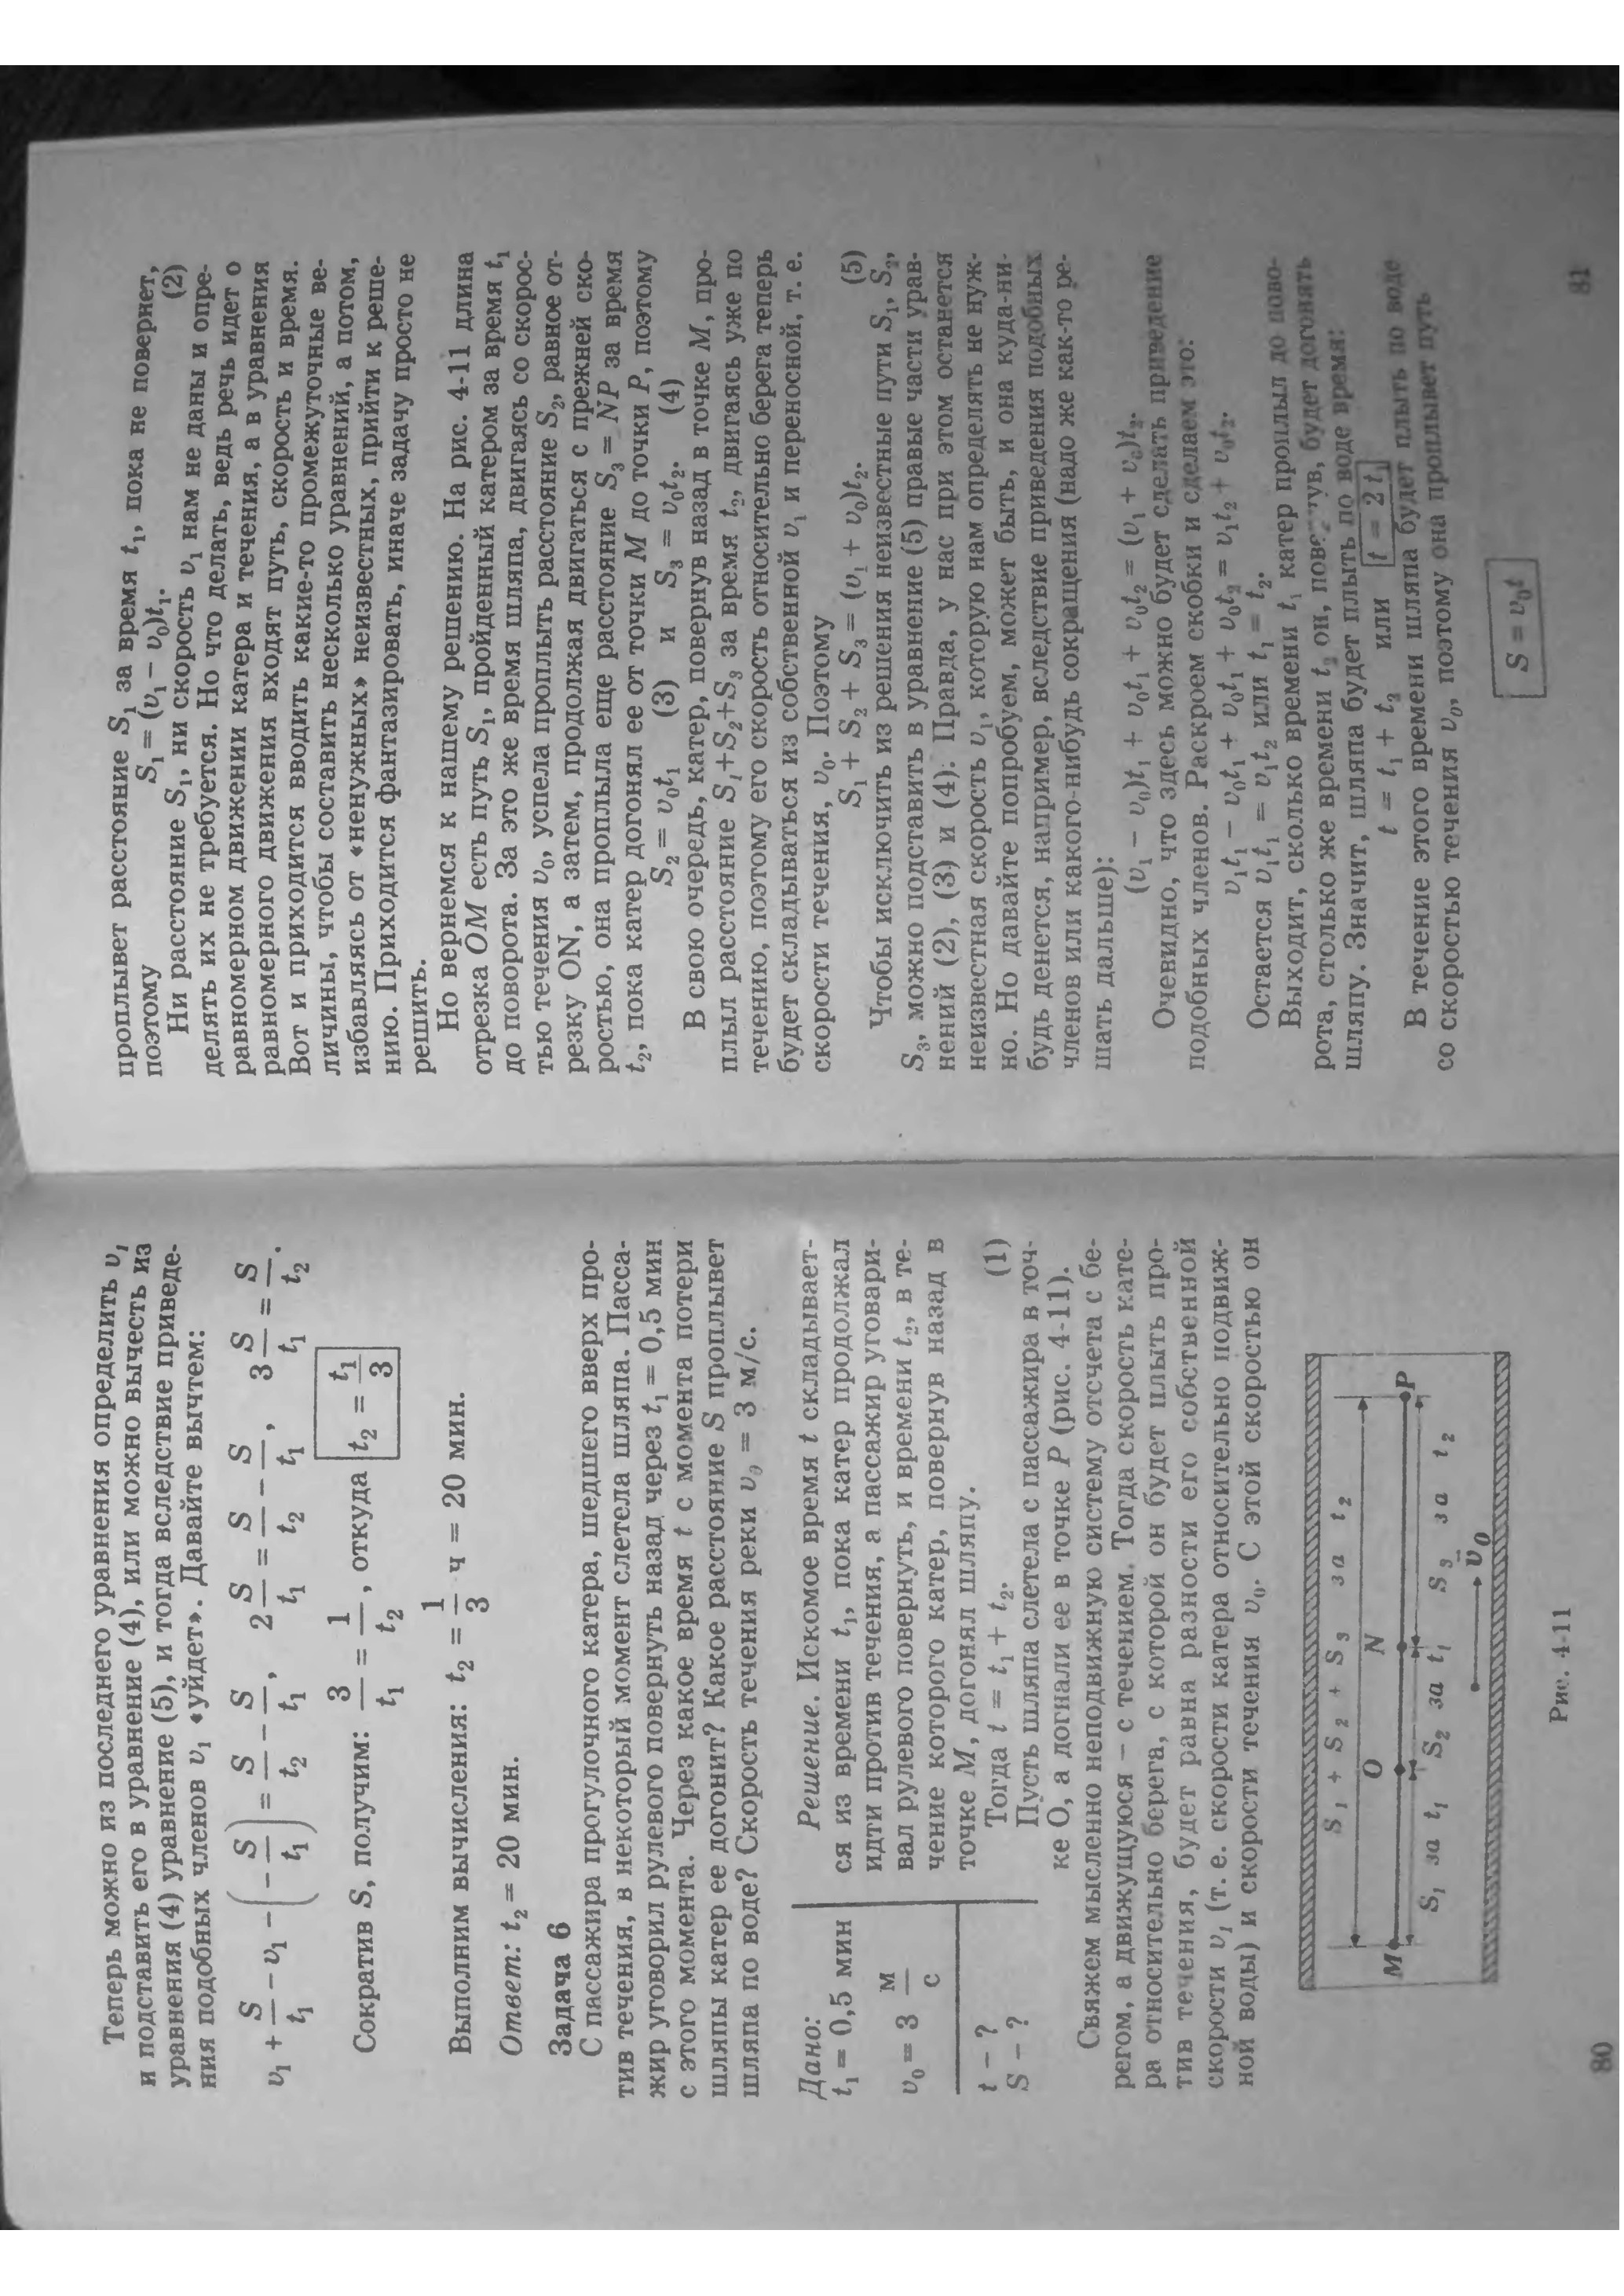 Теперь можно из последнего уравнения определить v₁
и подставить его в уравнение (4), или можно вычесть из
уравнения (4) уравнение (5), и тогда вследствие приведе-
ния подобных членов v₁ «уйдет». Давайте вычтем:
v₁ + S/t₁ − v₁ − (− S/t₁) = S/t₂ − S/t₁, 2 S/t₁ = S/t₂ − S/t₁, 3 S/t₁ = S/t₂.
Сократив S, получим: 3/t₁ = 1/t₂, откуда t₂ = t₁/3
Выполним вычисления: t₂ = 1/3 ч = 20 мин.
Ответ: t₂ = 20 мин.
Задача 6
С пассажира прогулочного катера, шедшего вверх про-
тив течения, в некоторый момент слетела шляпа. Пасса-
жир уговорил рулевого повернуть назад через t₁ = 0,5 мин
с этого момента. Через какое время t с момента потери
шляпы катер ее догонит? Какое расстояние S проплывет
шляпа по воде? Скорость течения реки v₀ = 3 м/с.
Дано:
t₁ = 0,5 мин
v₀ = 3 м/с
t − ?
S − ?
Решение. Искомое время t складывает-
ся из времени t₁, пока катер продолжал
идти против течения, а пассажир уговари-
вал рулевого повернуть, и времени t₂, в те-
чение которого катер, повернув назад в
точке M, догонял шляпу.
Тогда t = t₁ + t₂. (1)
Пусть шляпа слетела с пассажира в точ-
ке O, а догнали ее в точке P (рис. 4-11).
Свяжем мысленно неподвижную систему отсчета с бе-
регом, а движущуюся – с течением. Тогда скорость кате-
ра относительно берега, с которой он будет плыть про-
тив течения, будет равна разности его собственной
скорости v₁ (т. е. скорости катера относительно подвиж-
ной воды) и скорости течения v₀. С этой скоростью он
S₁ + S₂ + S₃ за t₂
M O N P
S₁ за t₁ S₂ за t₁ S₃ за t₂
v₀
Рис. 4-11
80
проплывет расстояние S₁ за время t₁, пока не повернет,
поэтому S₁ = (v₁ − v₀)t₁. (2)
Ни расстояние S₁, ни скорость v₁ нам не даны и опре-
делять их не требуется. Но что делать, ведь речь идет о
равномерном движении катера и течения, а в уравнения
равномерного движения входят путь, скорость и время.
Вот и приходится вводить какие-то промежуточные ве-
личины, чтобы составить несколько уравнений, а потом,
избавляясь от «ненужных» неизвестных, прийти к реше-
нию. Приходится фантазировать, иначе задачу просто не
решить.
Но вернемся к нашему решению. На рис. 4-11 длина
отрезка OM есть путь S₁, пройденный катером за время t₁
до поворота. За это же время шляпа, двигаясь со скорос-
тью течения v₀, успела проплыть расстояние S₂, равное от-
резку ON, а затем, продолжая двигаться с прежней ско-
ростью, она проплыла еще расстояние S₃ = NP за время
t₂, пока катер догонял ее от точки M до точки P, поэтому
S₂ = v₀t₁ (3) и S₃ = v₀t₂. (4)
В свою очередь, катер, повернув назад в точке M, про-
плыл расстояние S₁+S₂+S₃ за время t₂, двигаясь уже по
течению, поэтому его скорость относительно берега теперь
будет складываться из собственной v₁ и переносной, т. е.
скорости течения, v₀. Поэтому
S₁ + S₂ + S₃ = (v₁ + v₀)t₂. (5)
Чтобы исключить из решения неизвестные пути S₁, S₂,
S₃, можно подставить в уравнение (5) правые части урав-
нений (2), (3) и (4). Правда, у нас при этом останется
неизвестная скорость v₁, которую нам определять не нуж-
но. Но давайте попробуем, может быть, и она куда-ни-
будь денется, например, вследствие приведения подобных
членов или какого-нибудь сокращения (надо же как-то ре-
шать дальше):
(v₁ − v₀)t₁ + v₀t₁ + v₀t₂ = (v₁ + v₀)t₂.
Очевидно, что здесь можно будет сделать приведение
подобных членов. Раскроем скобки и сделаем это:
v₁t₁ − v₀t₁ + v₀t₁ + v₀t₂ = v₁t₂ + v₀t₂.
Остается v₁t₁ = v₁t₂ или t₁ = t₂.
Выходит, сколько времени t₁ катер проплыл до пово-
рота, столько же времени t₂ он, повернув, будет догонять
шляпу. Значит, шляпа будет плыть по воде время:
t = t₁ + t₂ или t = 2 t₁
В течение этого времени шляпа будет плыть по воде
со скоростью течения v₀, поэтому она проплывает путь
S = v₀t
81